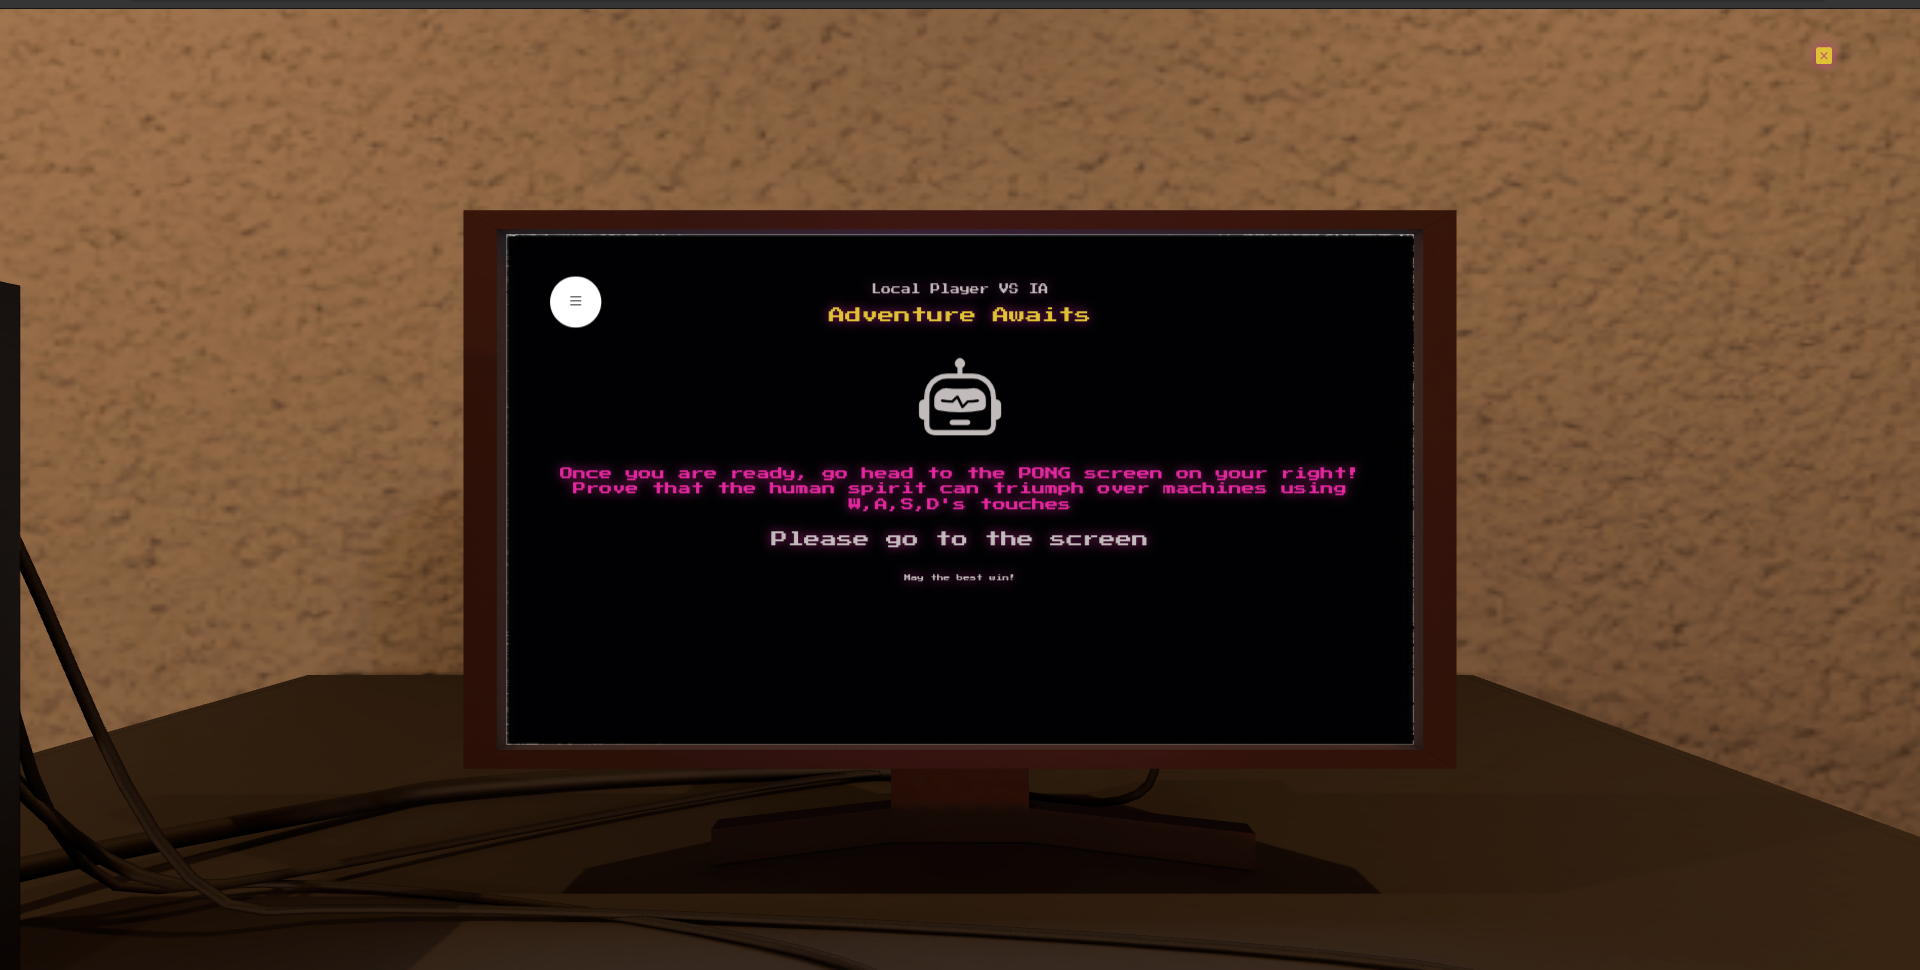 Local Player VS IA
Adventure Awaits
Once you are ready, go head to the PONG screen on your right!
Prove that the human spirit can triumph over machines using
W,A,S,D's touches
Please go to the screen
May the best win!